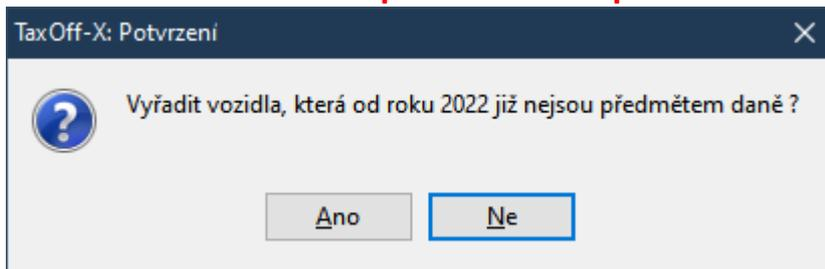 TaxOff-X: Potvrzení
Vyřadit vozidla, která od roku 2022 již nejsou předmětem daně ?
Ano
Ne